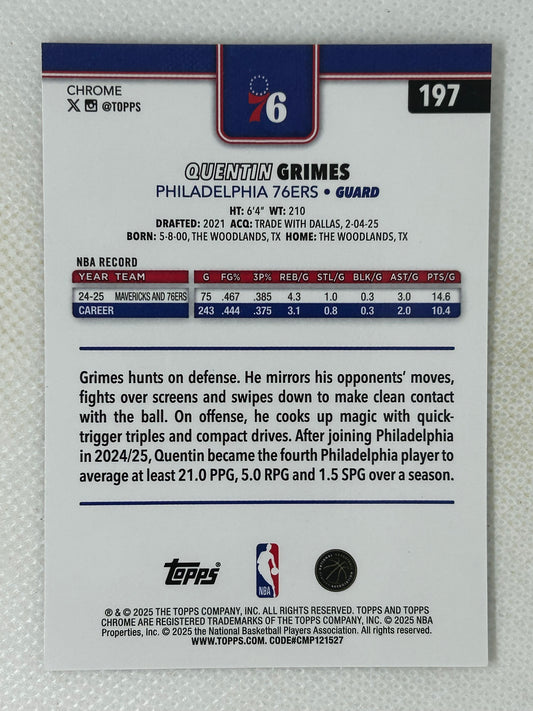 CHROME
X @TOPPS
76
197
QUENTIN GRIMES
PHILADELPHIA 76ERS • GUARD
HT: 6'4" WT: 210
DRAFTED: 2021 ACQ: TRADE WITH DALLAS, 2-04-25
BORN: 5-8-00, THE WOODLANDS, TX HOME: THE WOODLANDS, TX
NBA RECORD
YEAR TEAM G FG% 3P% REB/G STL/G BLK/G AST/G PTS/G
24-25 MAVERICKS AND 76ERS 75 .467 .385 4.3 1.0 0.3 3.0 14.6
CAREER 243 .444 .375 3.1 0.8 0.3 2.0 10.4
Grimes hunts on defense. He mirrors his opponents' moves,
fights over screens and swipes down to make clean contact
with the ball. On offense, he cooks up magic with quick-
trigger triples and compact drives. After joining Philadelphia
in 2024/25, Quentin became the fourth Philadelphia player to
average at least 21.0 PPG, 5.0 RPG and 1.5 SPG over a season.
Topps
NBA
® & © 2025 THE TOPPS COMPANY, INC. ALL RIGHTS RESERVED. TOPPS AND TOPPS
CHROME ARE REGISTERED TRADEMARKS OF THE TOPPS COMPANY, INC. © 2025 NBA
Properties, Inc. © 2025 the National Basketball Players Association. All rights reserved.
WWW.TOPPS.COM. CODE#CMP121527